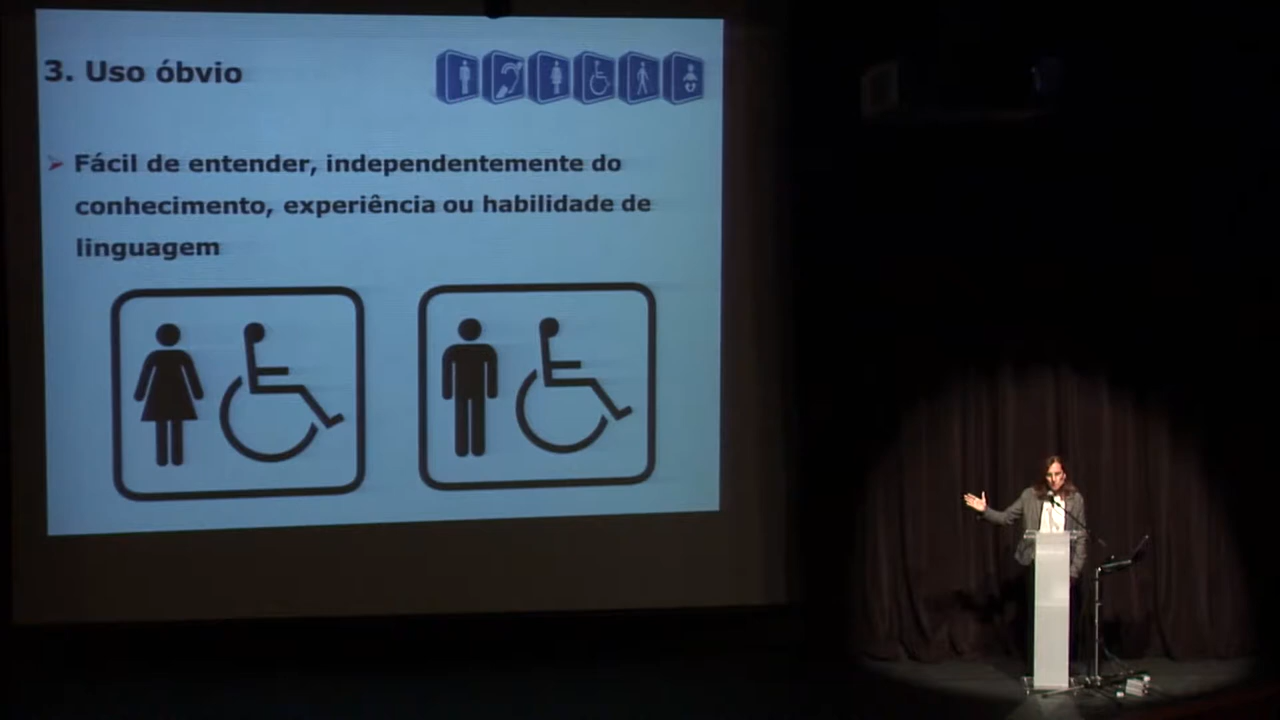 3. Uso óbvio
Fácil de entender, independentemente do
conhecimento, experiência ou habilidade de
linguagem